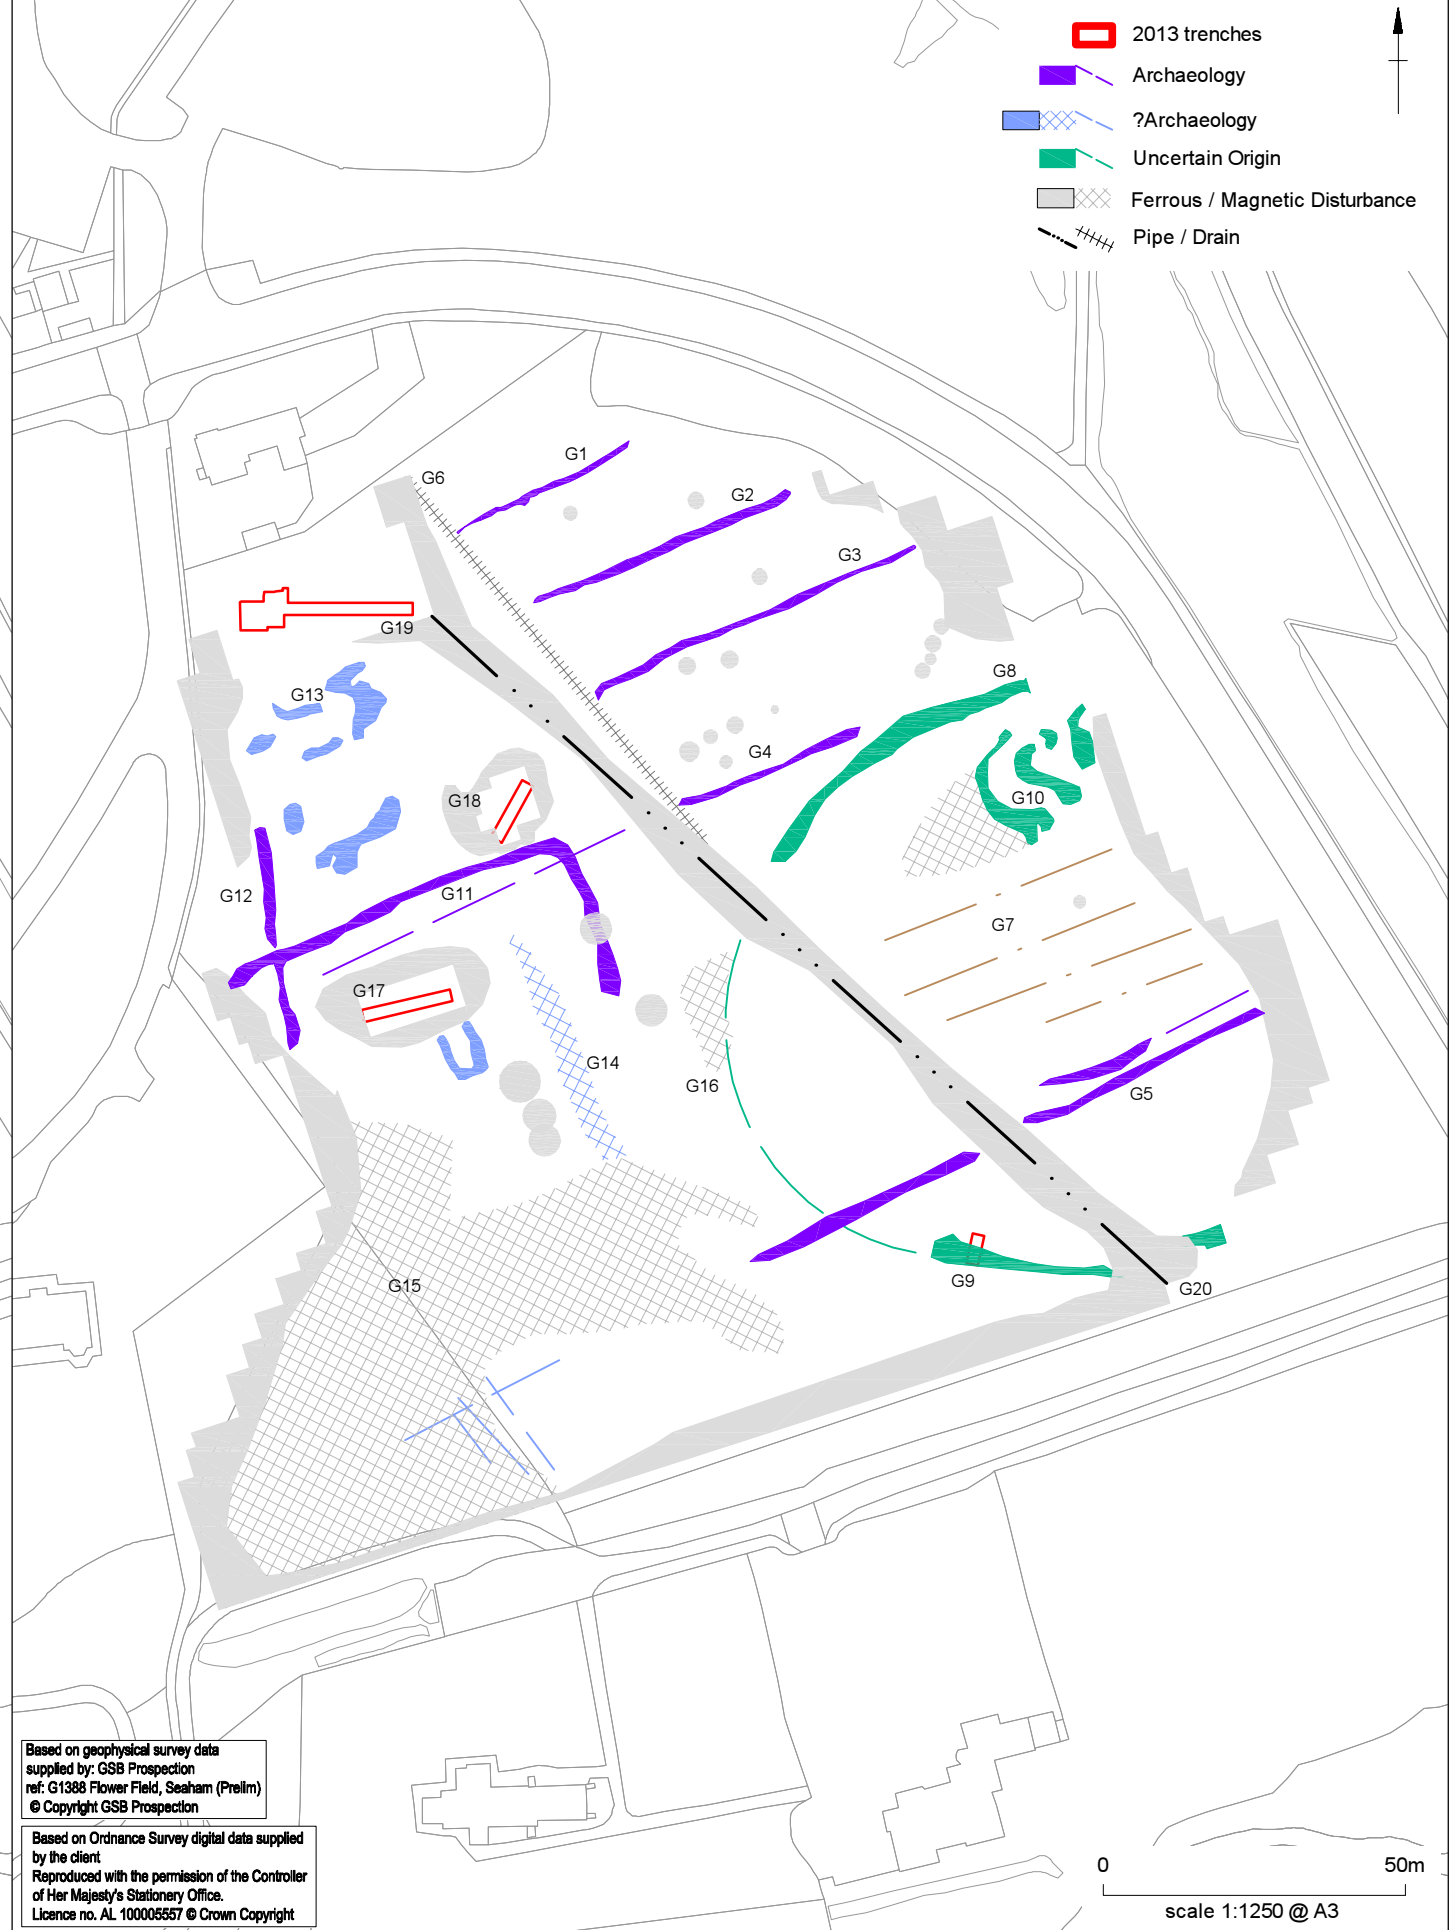 2013 trenches
Archaeology
?Archaeology
Uncertain Origin
Ferrous / Magnetic Disturbance
Pipe / Drain
G1
G6
G2
G3
G19
G8
G13
G4
G18
G10
G12
G11
G7
G17
G14
G16
G5
G15
G9
G20
Based on geophysical survey data
supplied by: GSB Prospection
ref: G1388 Flower Field, Seaham (Prelim)
© Copyright GSB Prospection
Based on Ordnance Survey digital data supplied
by the client
Reproduced with the permission of the Controller
of Her Majesty's Stationery Office.
Licence no. AL 100005557 © Crown Copyright
0 50m
scale 1:1250 @ A3